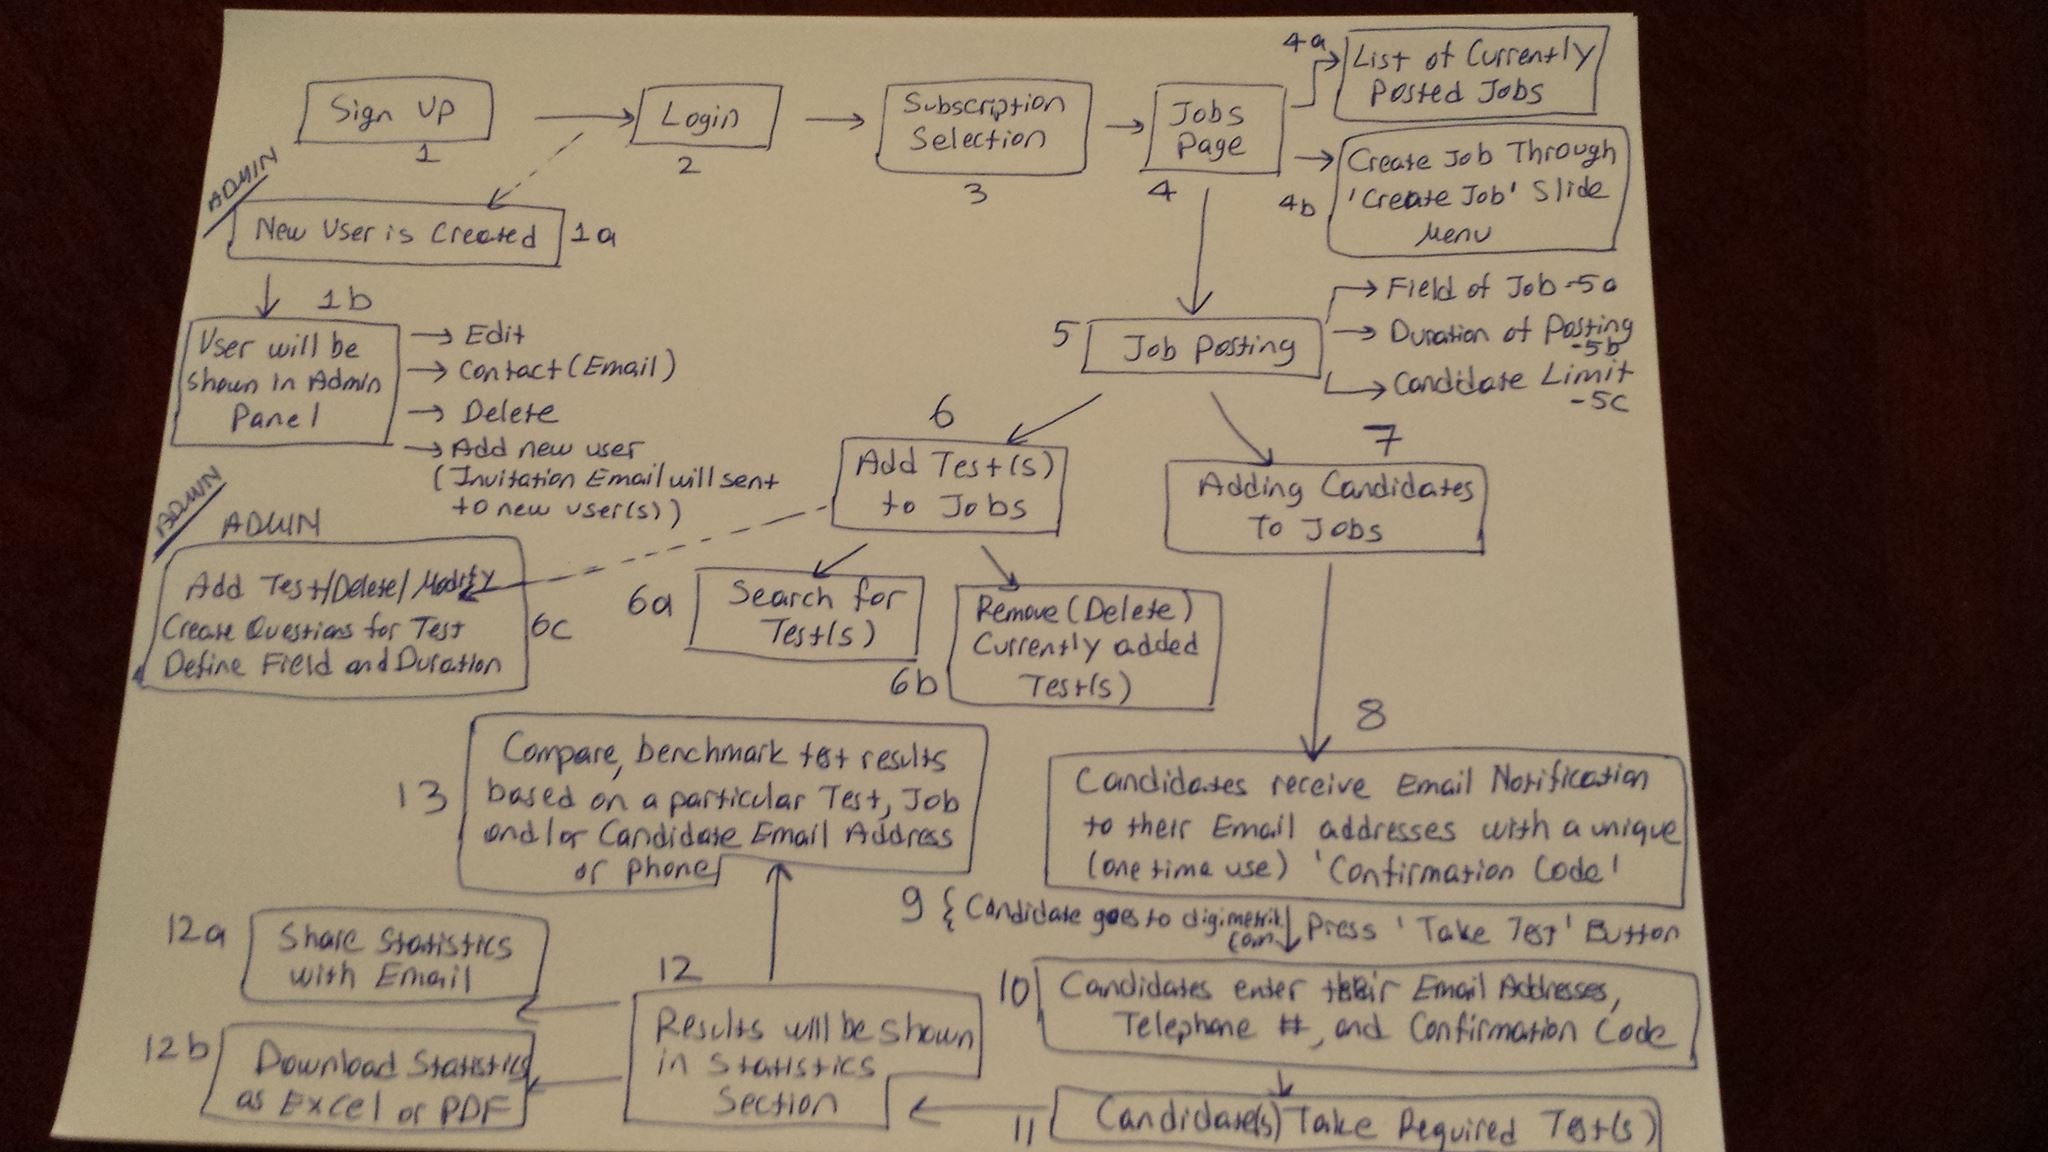 Sign Up
1
Login
2
Subscription
Selection
3
Jobs
Page
4
4a
List of Currently
Posted Jobs
4b
Create Job Through
'Create Job' Slide
Menu
ADMIN
New User is Created
1a
1b
User will be
shown in Admin
Panel
Edit
Contact (Email)
Delete
Add new user
(Invitation Email will sent
to new user(s))
5
Job Posting
Field of Job -5a
Duration of Posting
-5b
Candidate Limit
-5c
6
Add Test(s)
to Jobs
7
Adding Candidates
To Jobs
ADMIN
ADMIN
Add Test/Delete/Modify
Create Questions for Test
Define Field and Duration
6c
6a
Search for
Test(s)
6b
Remove (Delete)
Currently added
Test(s)
8
Candidates receive Email Notification
to their Email addresses with a unique
(one time use) 'Confirmation Code'
9 { Candidate goes to digimetrik
com
Press 'Take Test' Button
10
Candidates enter their Email Addresses,
Telephone #, and Confirmation Code
11
Candidate(s) Take Required Test(s)
12
Results will be shown
in Statistics
Section
12a
Share Statistics
with Email
12b
Download Statistics
as Excel or PDF
13
Compare, benchmark test results
based on a particular Test, Job
and/or Candidate Email Address
or phone